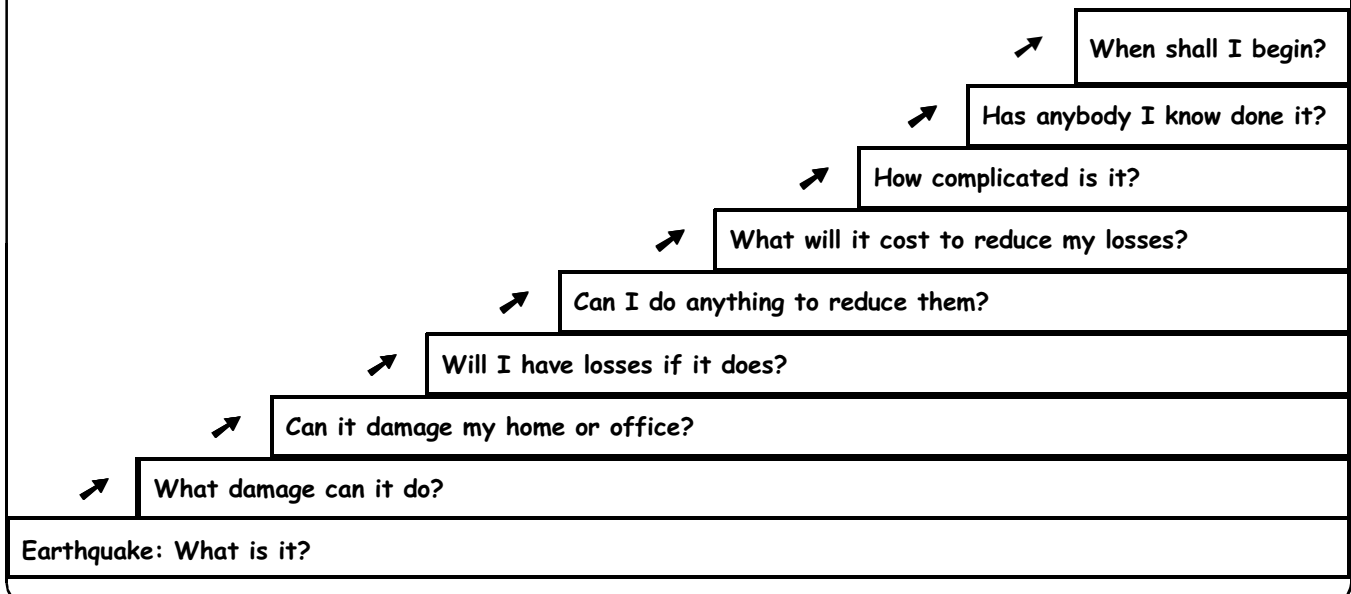 When shall I begin?
Has anybody I know done it?
How complicated is it?
What will it cost to reduce my losses?
Can I do anything to reduce them?
Will I have losses if it does?
Can it damage my home or office?
What damage can it do?
Earthquake: What is it?